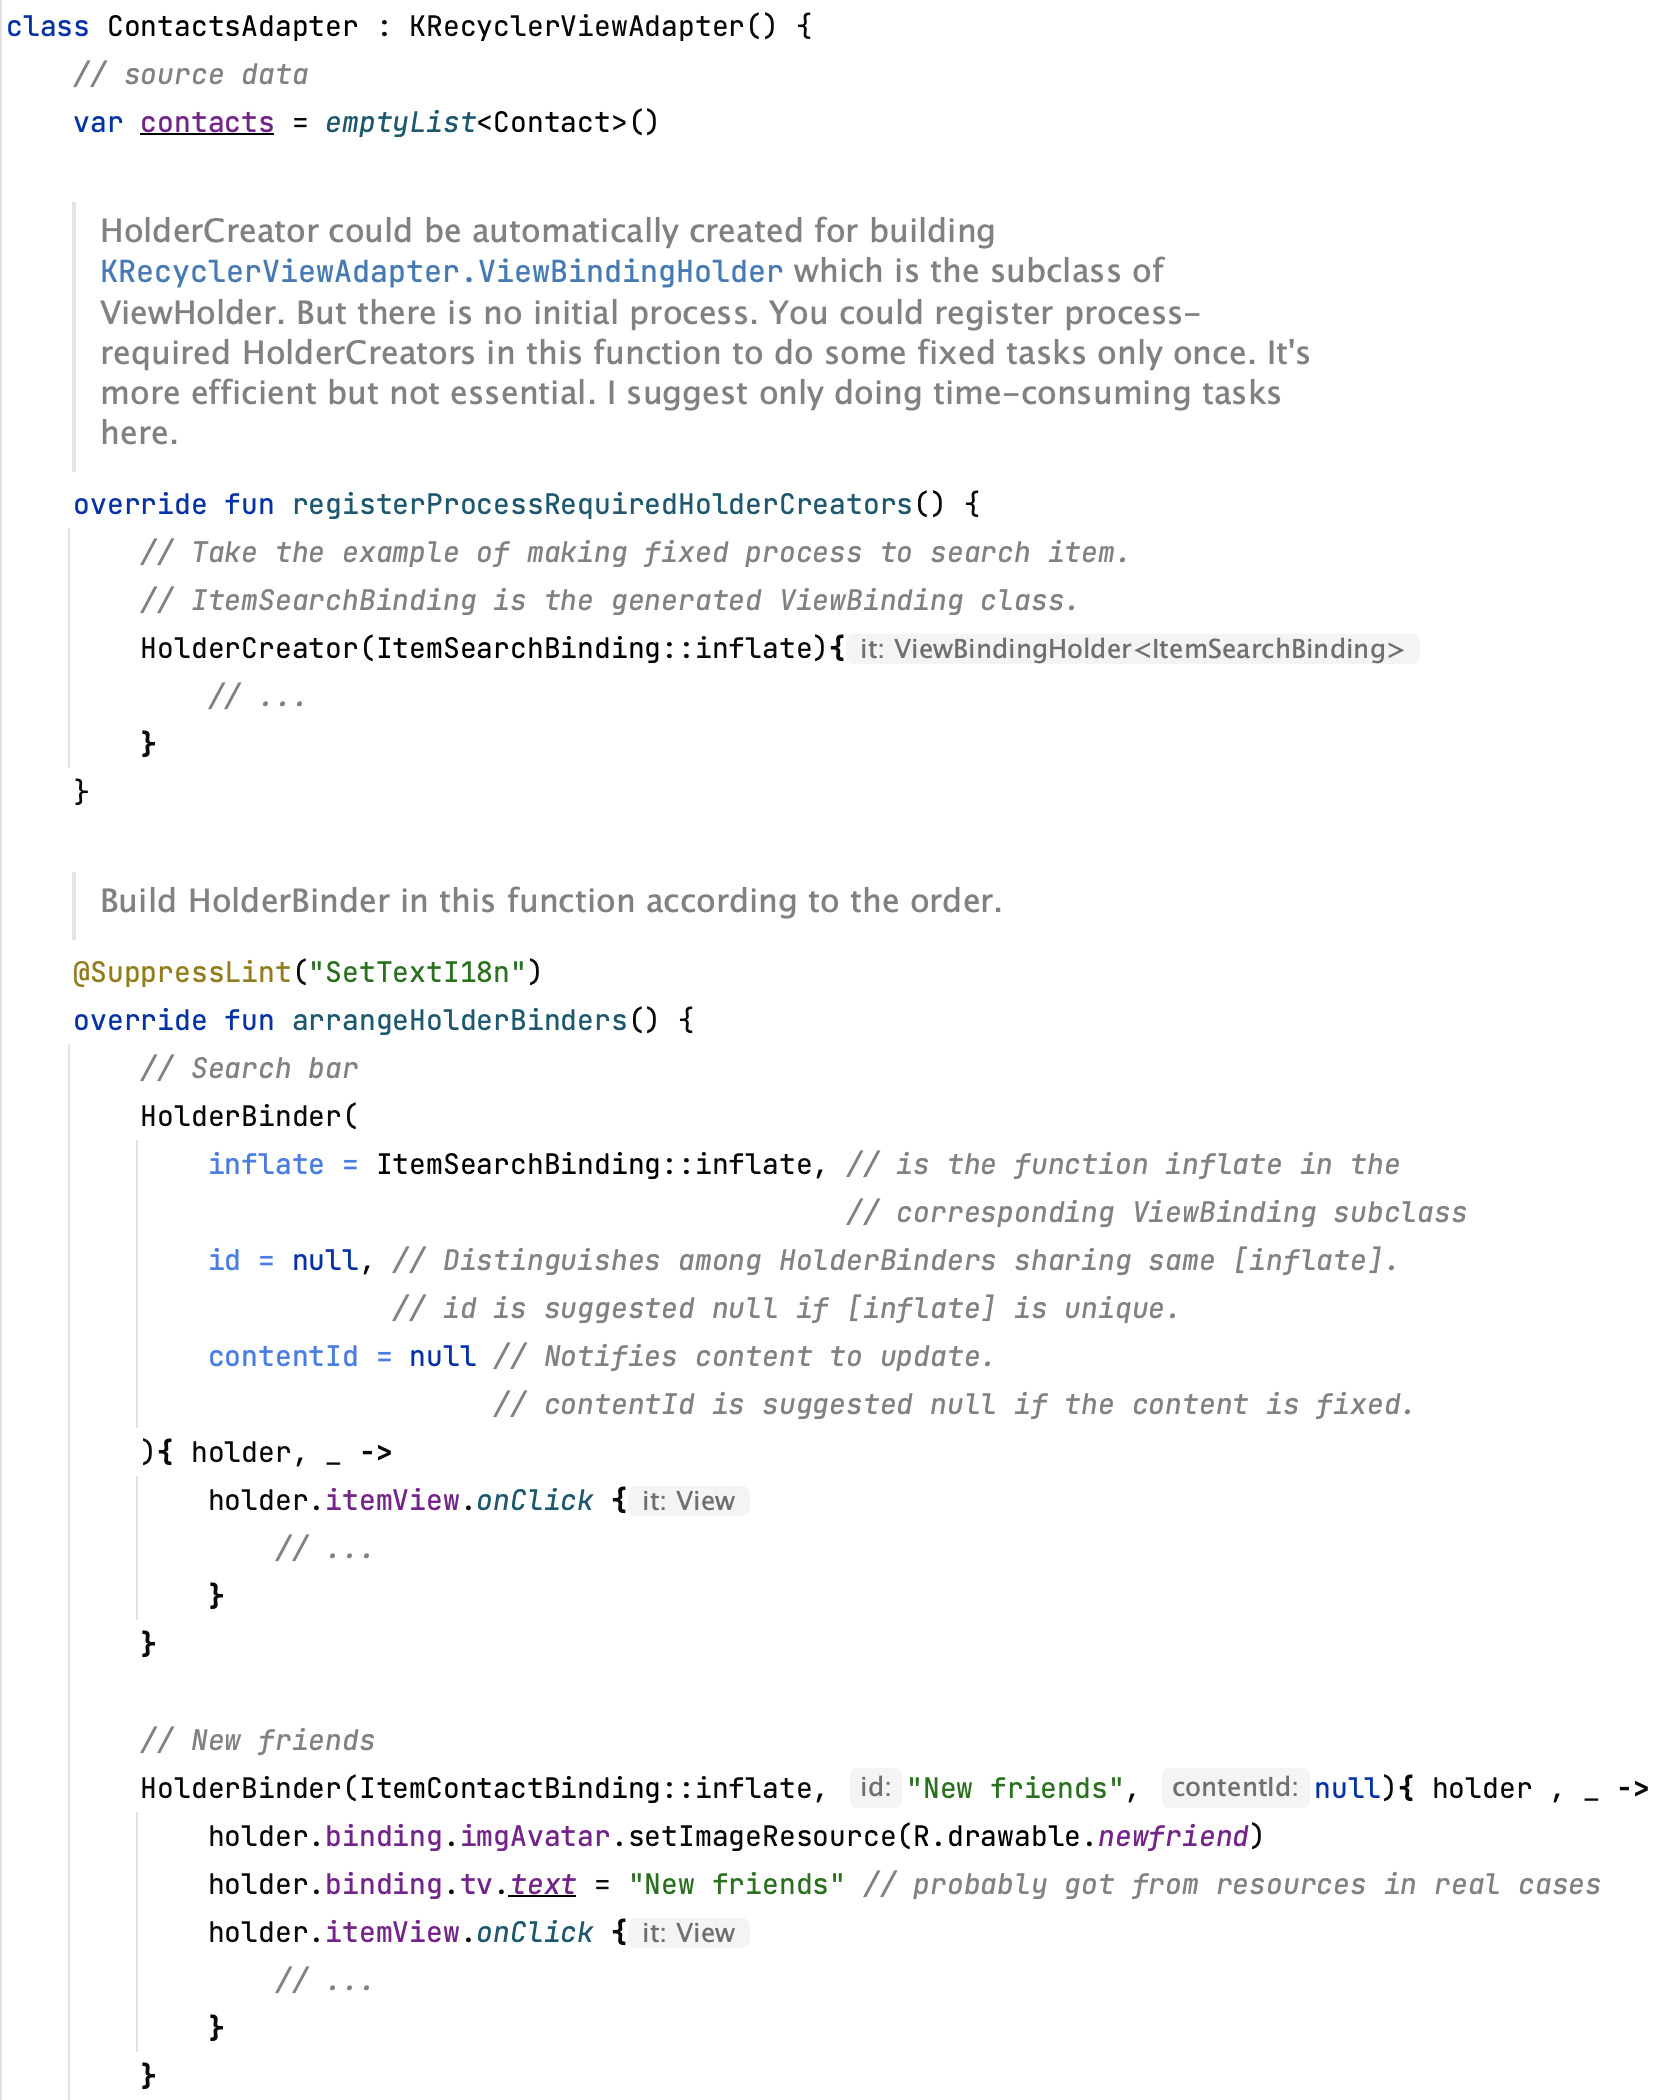 class ContactsAdapter : KRecyclerViewAdapter() {
// source data
var contacts = emptyList<Contact>()
HolderCreator could be automatically created for building
KRecyclerViewAdapter.ViewBindingHolder which is the subclass of
ViewHolder. But there is no initial process. You could register process-
required HolderCreators in this function to do some fixed tasks only once. It's
more efficient but not essential. I suggest only doing time-consuming tasks
here.
override fun registerProcessRequiredHolderCreators() {
// Take the example of making fixed process to search item.
// ItemSearchBinding is the generated ViewBinding class.
HolderCreator(ItemSearchBinding::inflate){ it: ViewBindingHolder<ItemSearchBinding>
// ...
}
}
Build HolderBinder in this function according to the order.
@SuppressLint("SetTextI18n")
override fun arrangeHolderBinders() {
// Search bar
HolderBinder(
inflate = ItemSearchBinding::inflate, // is the function inflate in the
// corresponding ViewBinding subclass
id = null, // Distinguishes among HolderBinders sharing same [inflate].
// id is suggested null if [inflate] is unique.
contentId = null // Notifies content to update.
// contentId is suggested null if the content is fixed.
){ holder, _ ->
holder.itemView.onClick { it: View
// ...
}
}
// New friends
HolderBinder(ItemContactBinding::inflate, id: "New friends", contentId: null){ holder , _ ->
holder.binding.imgAvatar.setImageResource(R.drawable.newfriend)
holder.binding.tv.text = "New friends" // probably got from resources in real cases
holder.itemView.onClick { it: View
// ...
}
}